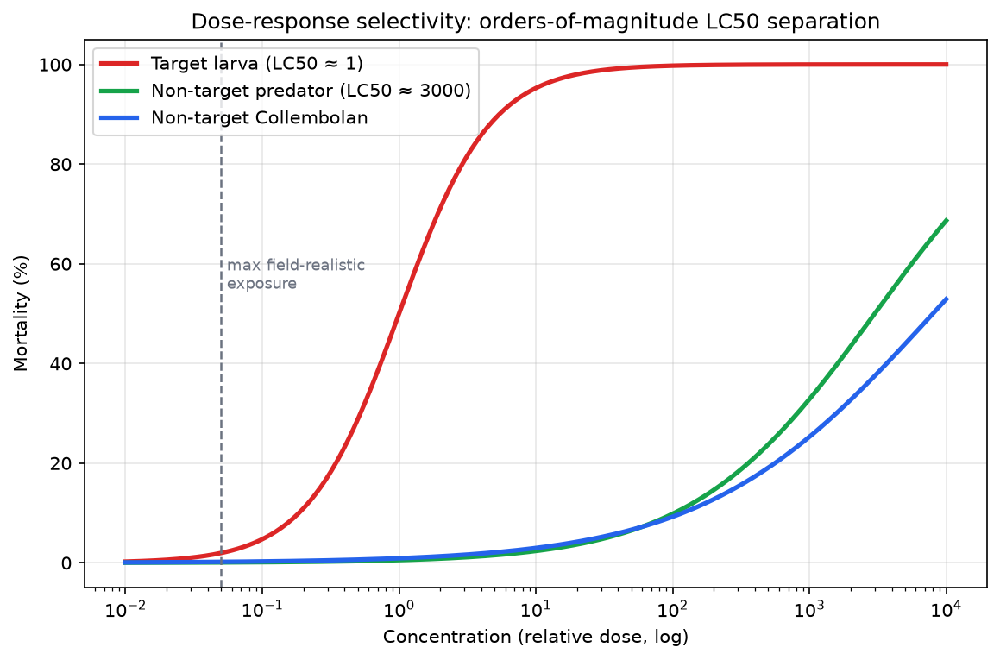 Dose-response selectivity: orders-of-magnitude LC50 separation
Target larva (LC50 ≈ 1)
Non-target predator (LC50 ≈ 3000)
Non-target Collembolan
max field-realistic
exposure
Mortality (%)
100
80
60
40
20
0
10⁻² 10⁻¹ 10⁰ 10¹ 10² 10³ 10⁴
Concentration (relative dose, log)